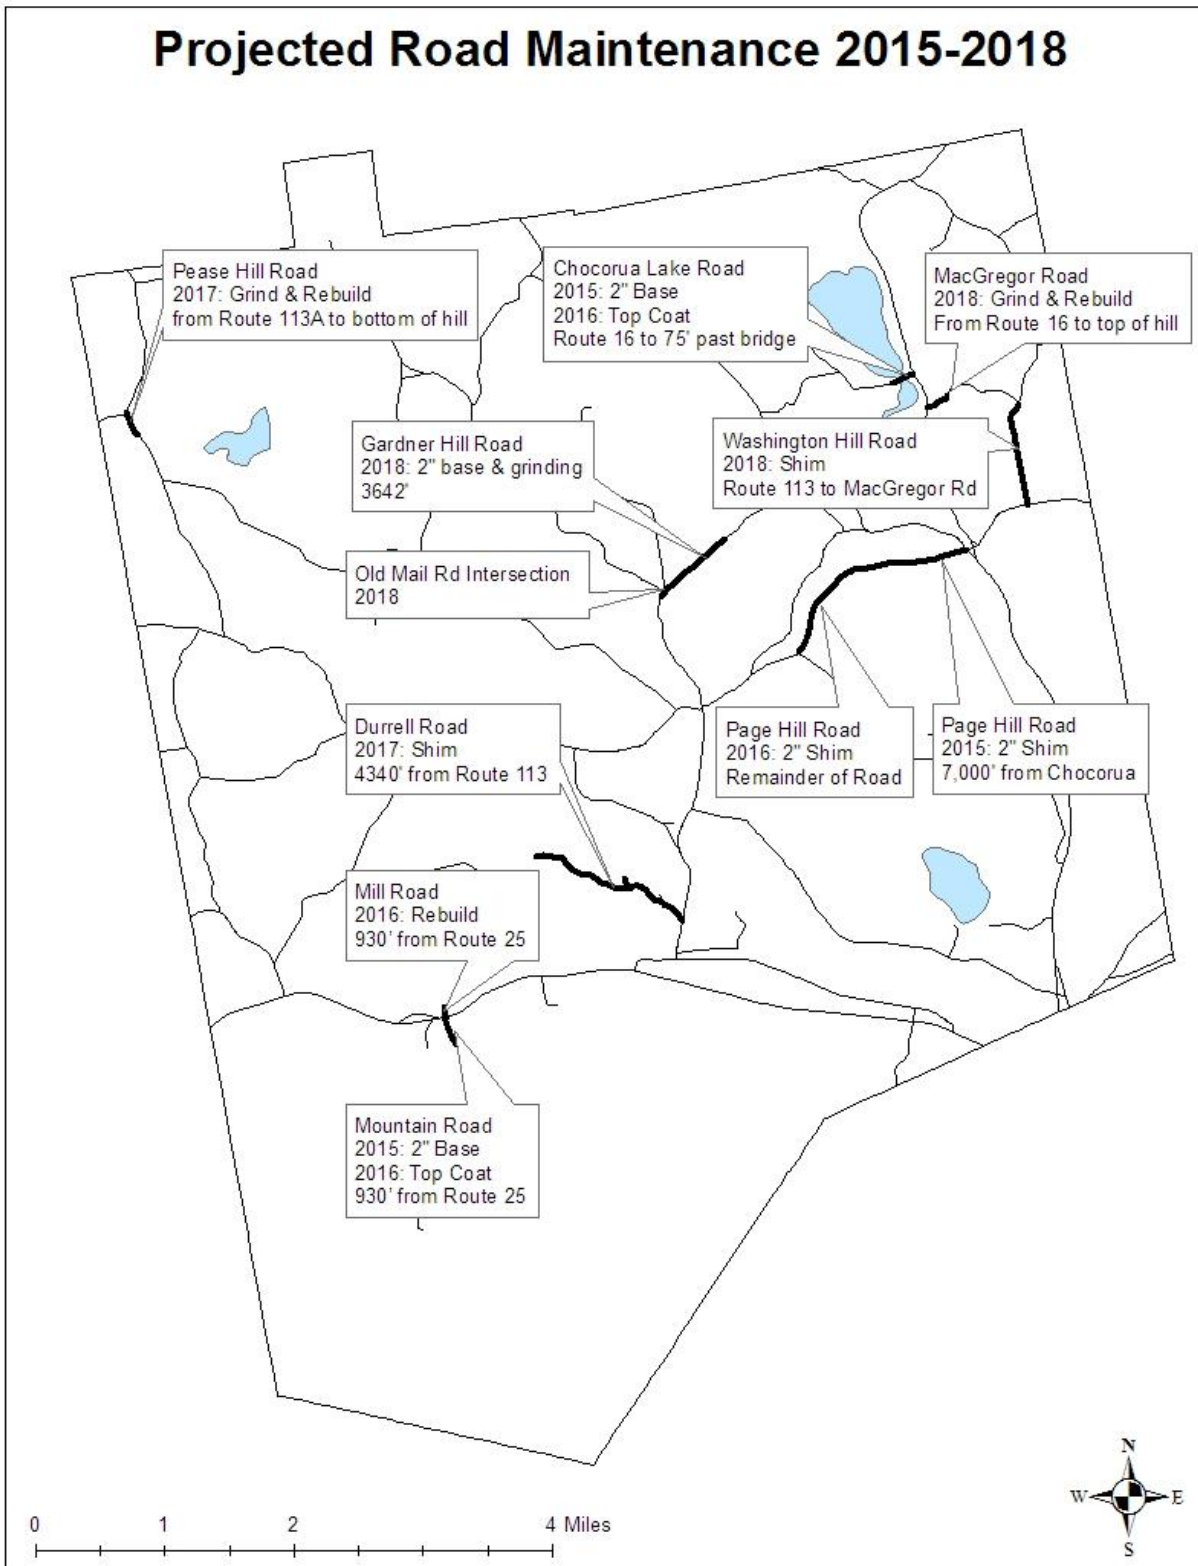 Projected Road Maintenance 2015-2018
Pease Hill Road
2017: Grind & Rebuild
from Route 113A to bottom of hill
Chocorua Lake Road
2015: 2" Base
2016: Top Coat
Route 16 to 75' past bridge
MacGregor Road
2018: Grind & Rebuild
From Route 16 to top of hill
Gardner Hill Road
2018: 2" base & grinding
3642'
Washington Hill Road
2018: Shim
Route 113 to MacGregor Rd
Old Mail Rd Intersection
2018
Durrell Road
2017: Shim
4340' from Route 113
Page Hill Road
2016: 2" Shim
Remainder of Road
Page Hill Road
2015: 2" Shim
7,000' from Chocorua
Mill Road
2016: Rebuild
930' from Route 25
Mountain Road
2015: 2" Base
2016: Top Coat
930' from Route 25
N
W E
S
0 1 2 4 Miles